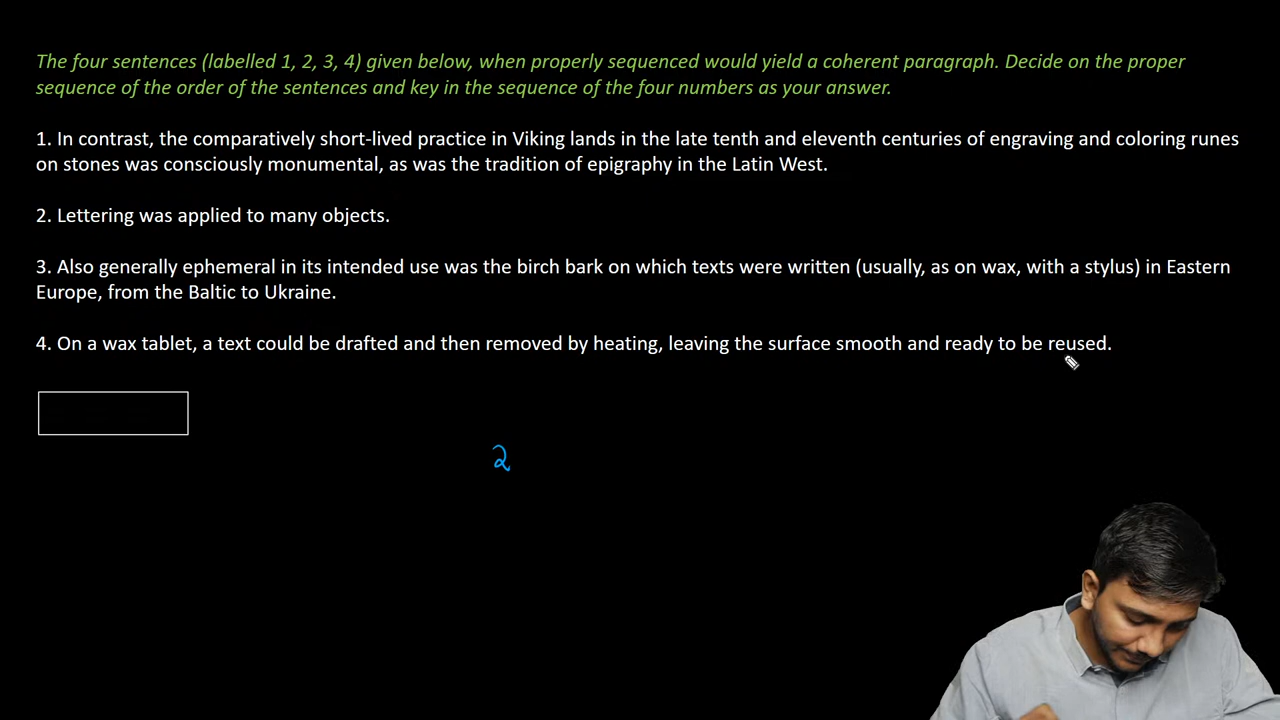 The four sentences (labelled 1, 2, 3, 4) given below, when properly sequenced would yield a coherent paragraph. Decide on the proper
sequence of the order of the sentences and key in the sequence of the four numbers as your answer.
1. In contrast, the comparatively short-lived practice in Viking lands in the late tenth and eleventh centuries of engraving and coloring runes
on stones was consciously monumental, as was the tradition of epigraphy in the Latin West.
2. Lettering was applied to many objects.
3. Also generally ephemeral in its intended use was the birch bark on which texts were written (usually, as on wax, with a stylus) in Eastern
Europe, from the Baltic to Ukraine.
4. On a wax tablet, a text could be drafted and then removed by heating, leaving the surface smooth and ready to be reused.
2